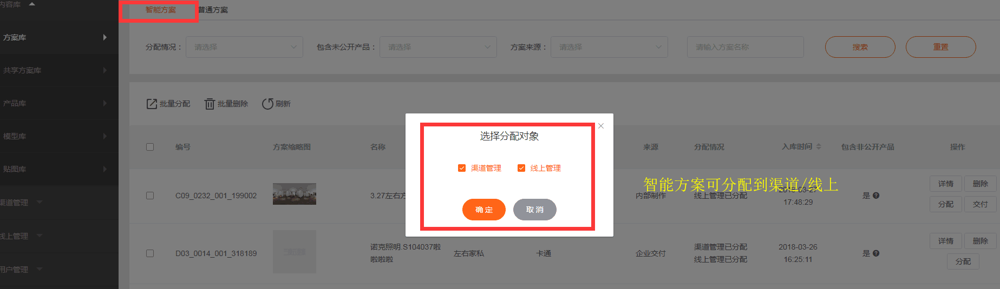 内容库
智能方案
普通方案
方案库
分配情况：
请选择
包含未公开产品：
请选择
方案来源：
请选择
请输入方案名称
搜索
重置
共享方案库
产品库
批量分配
批量删除
刷新
模型库
选择分配对象
编号
方案缩略图
名称
来源
分配情况
入库时间
包含非公开产品
操作
贴图库
渠道管理
线上管理
智能方案可分配到渠道/线上
C09_0232_001_199002
3.27左右方
内部制作
线上管理已分配
2018-03-27
17:48:29
是
详情
删除
分配
交付
渠道管理
确定
取消
线上管理
D03_0014_001_318189
诺克照明.S104037啦
啦啦啦
左右家私
卡通
企业交付
渠道管理已分配
线上管理已分配
2018-03-26
16:25:11
是
详情
删除
分配
用户管理